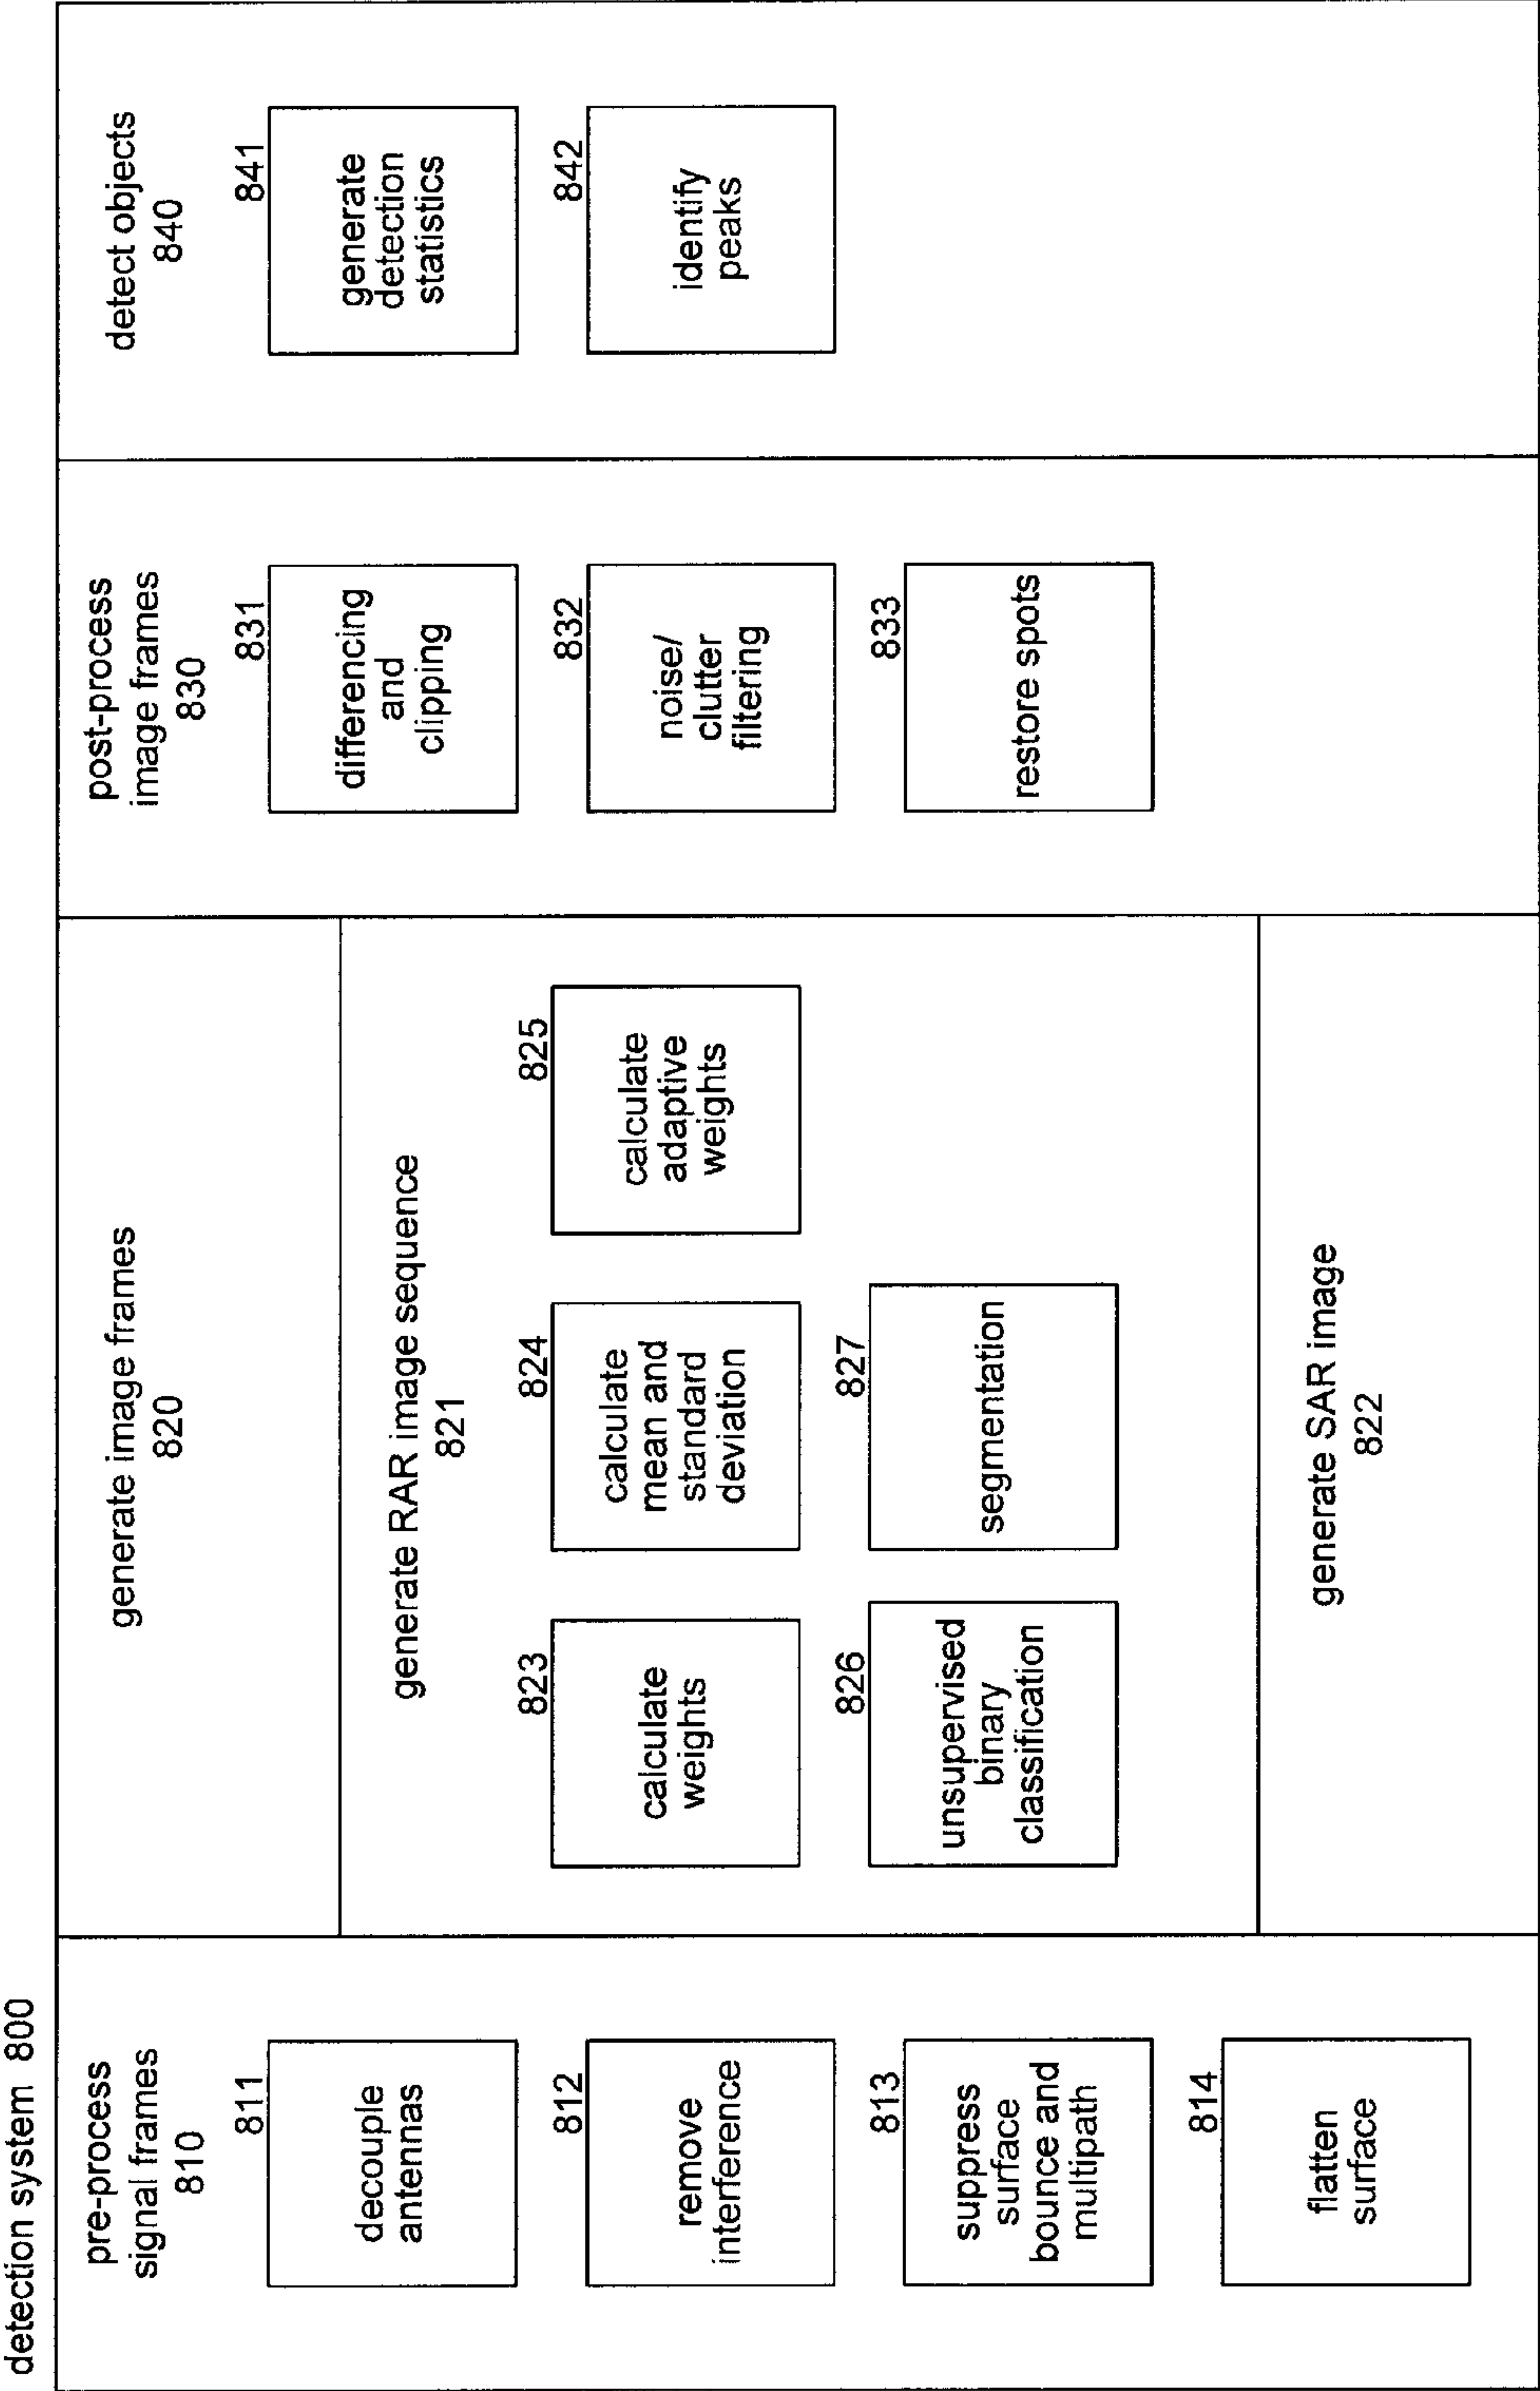 detection system 800
pre-process
signal frames
810
811
decouple
antennas
812
remove
interference
813
suppress
surface
bounce and
multipath
814
flatten
surface
generate image frames
820
generate RAR image sequence
821
823
calculate
weights
824
calculate
mean and
standard
deviation
825
calculate
adaptive
weights
826
unsupervised
binary
classification
827
segmentation
generate SAR image
822
post-process
image frames
830
831
differencing
and
clipping
832
noise/
clutter
filtering
833
restore spots
detect objects
840
841
generate
detection
statistics
842
identify
peaks